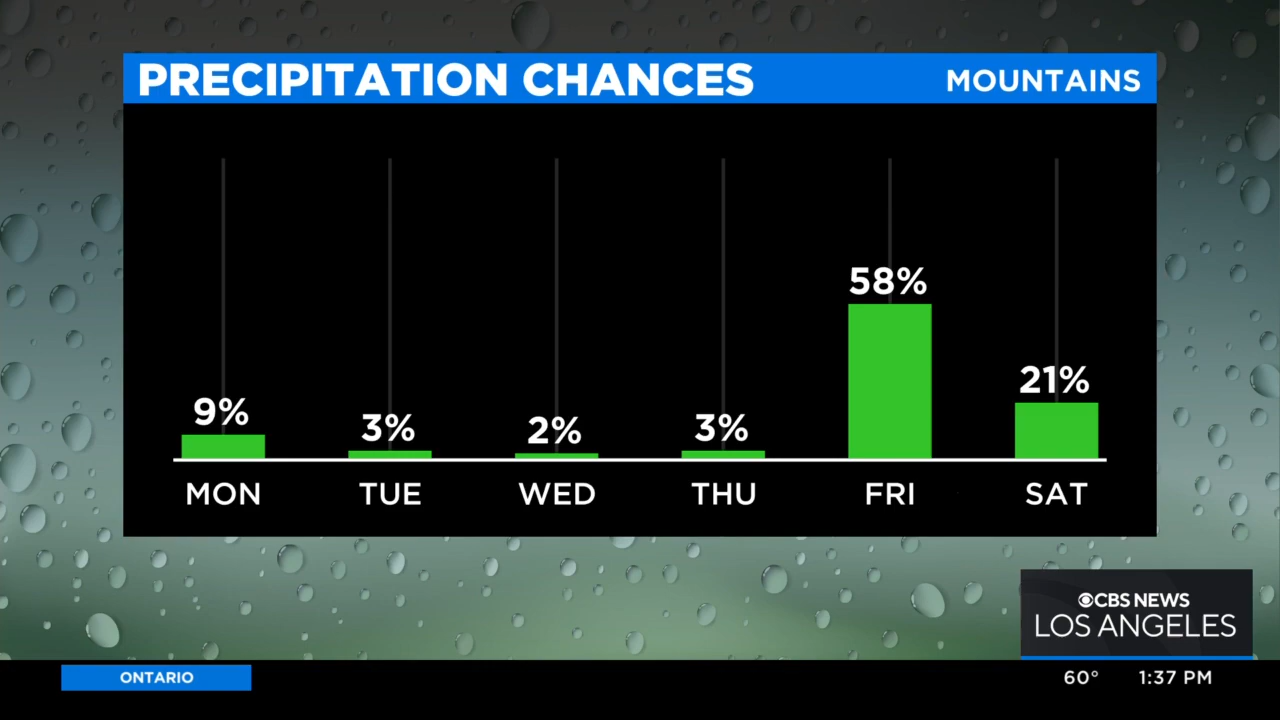 PRECIPITATION CHANCES MOUNTAINS
58%
21%
9%
3%
2%
3%
MON TUE WED THU FRI SAT
CBS NEWS
LOS ANGELES
ONTARIO 60° 1:37 PM